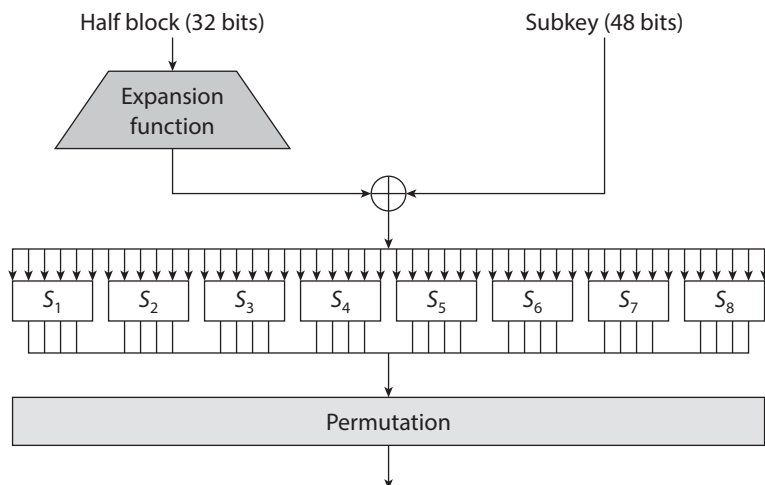 Half block (32 bits)
Subkey (48 bits)
Expansion
function
S1 S2 S3 S4 S5 S6 S7 S8
Permutation